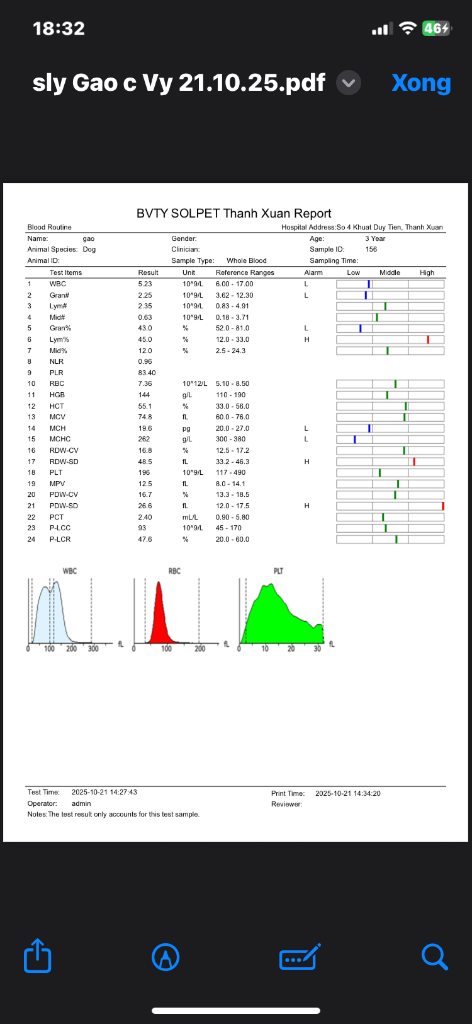 18:32
46
sly Gao c Vy 21.10.25.pdf
Xong
BVTY SOLPET Thanh Xuan Report
Blood Routine Hospital Address:So 4 Khuat Duy Tien, Thanh Xuan
Name: gao Gender: Age: 3 Year
Animal Species: Dog Clinician: Sample ID: 156
Animal ID: Sample Type: Whole Blood Sampling Time:
Test Items Result Unit Reference Ranges Alarm Low Middle High
1 WBC 5.23 10^9/L 6.00 - 17.00 L
2 Gran# 2.25 10^9/L 3.62 - 12.30 L
3 Lym# 2.35 10^9/L 0.83 - 4.91
4 Mid# 0.63 10^9/L 0.18 - 3.71
5 Gran% 43.0 % 52.0 - 81.0 L
6 Lym% 45.0 % 12.0 - 33.0 H
7 Mid% 12.0 % 2.5 - 24.3
8 NLR 0.96
9 PLR 83.40
10 RBC 7.36 10^12/L 5.10 - 8.50
11 HGB 144 g/L 110 - 190
12 HCT 55.1 % 33.0 - 56.0
13 MCV 74.8 fL 60.0 - 76.0
14 MCH 19.6 pg 20.0 - 27.0 L
15 MCHC 262 g/L 300 - 380 L
16 RDW-CV 16.8 % 12.5 - 17.2
17 RDW-SD 48.5 fL 33.2 - 46.3 H
18 PLT 196 10^9/L 117 - 490
19 MPV 12.5 fL 8.0 - 14.1
20 PDW-CV 16.7 % 13.3 - 18.5
21 PDW-SD 26.6 fL 12.0 - 17.5 H
22 PCT 2.40 mL/L 0.90 - 5.80
23 P-LCC 93 10^9/L 45 - 170
24 P-LCR 47.6 % 20.0 - 60.0
WBC RBC PLT
0 100 200 300 fL 0 100 200 fL 0 10 20 30 fL
Test Time: 2025-10-21 14:27:43 Print Time: 2025-10-21 14:34:20
Operator: admin Reviewer:
Notes:The test result only accounts for this test sample.